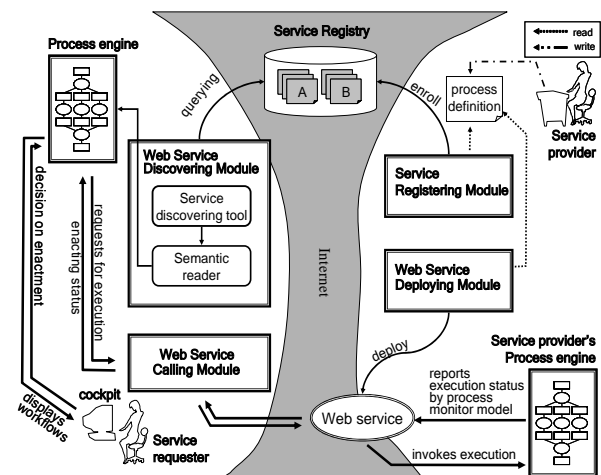 Service Registry
Process engine
read
write
querying
A
B
enroll
process
definition
Service
provider
Web Service
Discovering Module
Service
discovering tool
Semantic
reader
Service
Registering Module
decision on enactment
enacting status
requests for execution
Internet
Web Service
Deploying Module
Web Service
Calling Module
deploy
Service provider's
Process engine
reports
execution status
by process
monitor model
cockpit
displays
workflows
Service
requester
Web service
invokes execution